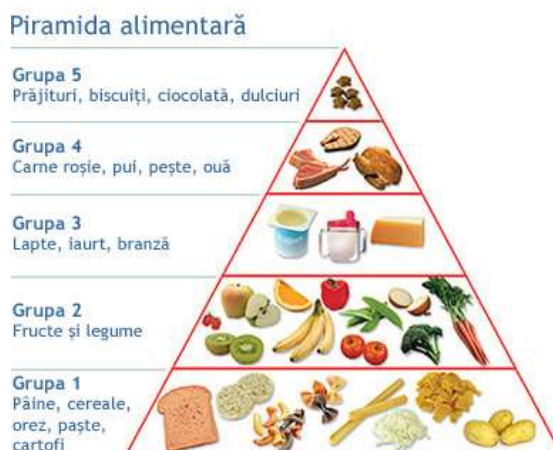 Piramida alimentară
Grupa 5
Prăjituri, biscuiți, ciocolată, dulciuri
Grupa 4
Carne roșie, pui, pește, ouă
Grupa 3
Lapte, iaurt, branză
Grupa 2
Fructe și legume
Grupa 1
Pâine, cereale,
orez, paște,
cartofi